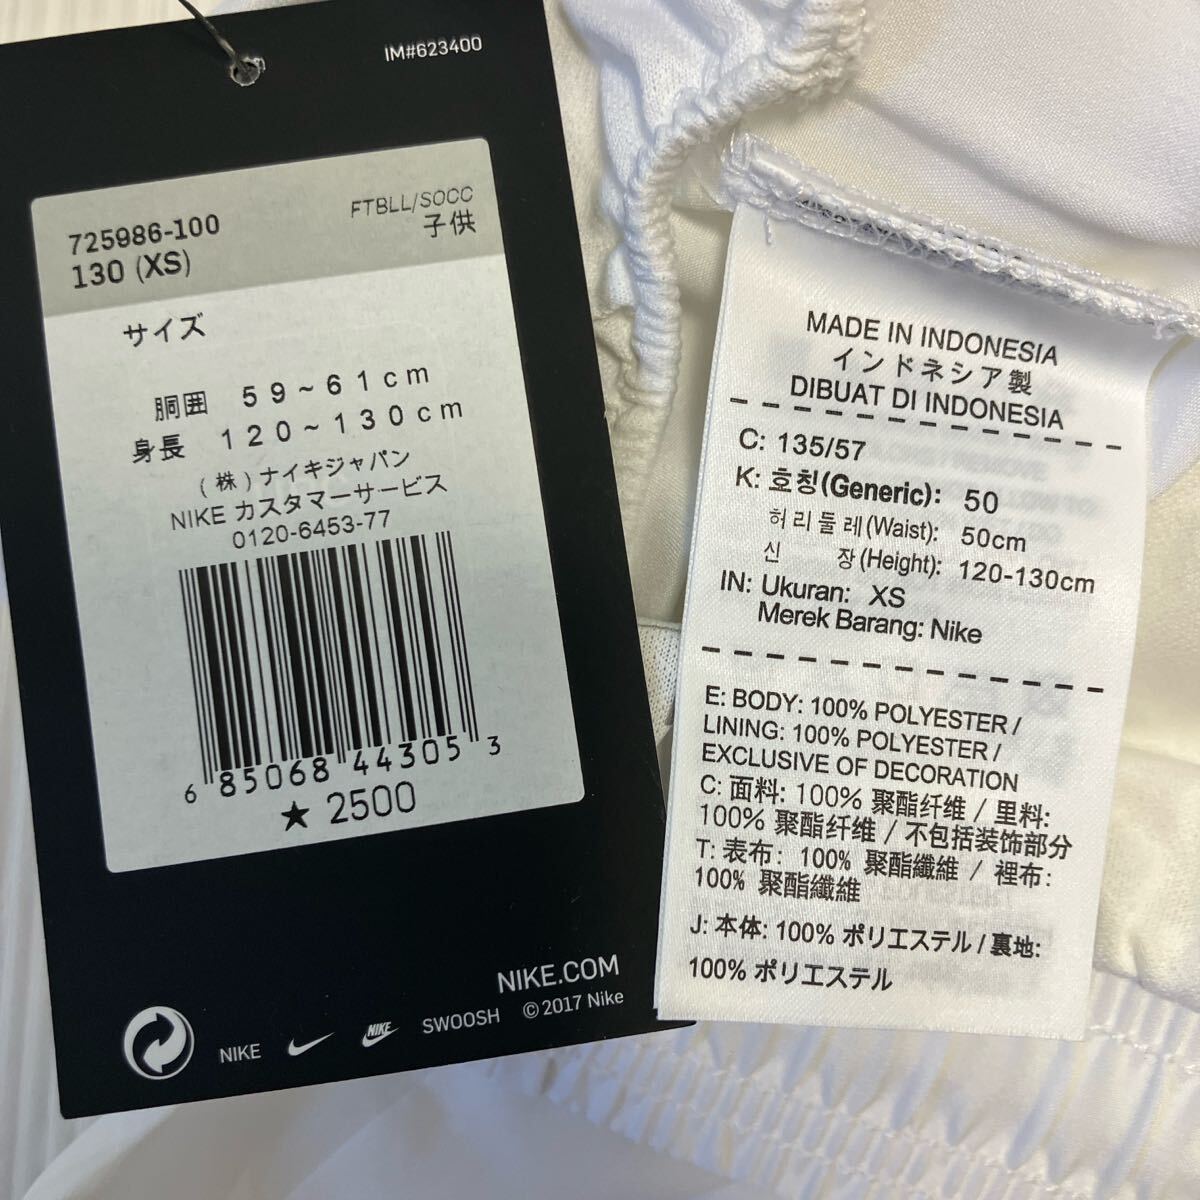 IM#623400
725986-100
FTBLL/SOCC
130 (XS)
子供
サイズ
胴囲 59~61cm
身長 120~130cm
(株)ナイキジャパン
NIKE カスタマーサービス
0120-6453-77
6 85068 44305 3
★ 2500
NIKE.COM
NIKE
NIKE
SWOOSH
©2017 Nike
MADE IN INDONESIA
インドネシア製
DIBUAT DI INDONESIA
C: 135/57
K: 호칭(Generic): 50
허리둘레(Waist): 50cm
신 장(Height): 120-130cm
IN: Ukuran: XS
Merek Barang: Nike
E: BODY: 100% POLYESTER /
LINING: 100% POLYESTER /
EXCLUSIVE OF DECORATION
C: 面料: 100% 聚酯纤维 / 里料:
100% 聚酯纤维 / 不包括装饰部分
T: 表布: 100% 聚酯纖維 / 裡布:
100% 聚酯纖維
J: 本体: 100% ポリエステル / 裏地:
100% ポリエステル